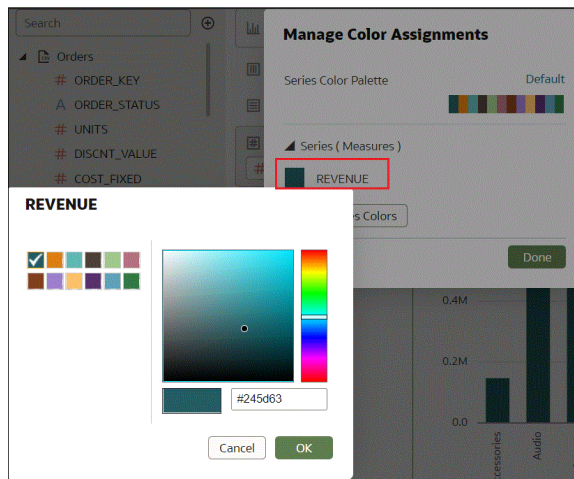 Search
Orders
# ORDER_KEY
A ORDER_STATUS
# UNITS
# DISCNT_VALUE
# COST_FIXED
#
#
Manage Color Assignments
Series Color Palette
Default
Series ( Measures )
REVENUE
s Colors
Done
REVENUE
#245d63
Cancel
OK
0.4M
0.2M
0.0
ccessories
Audio